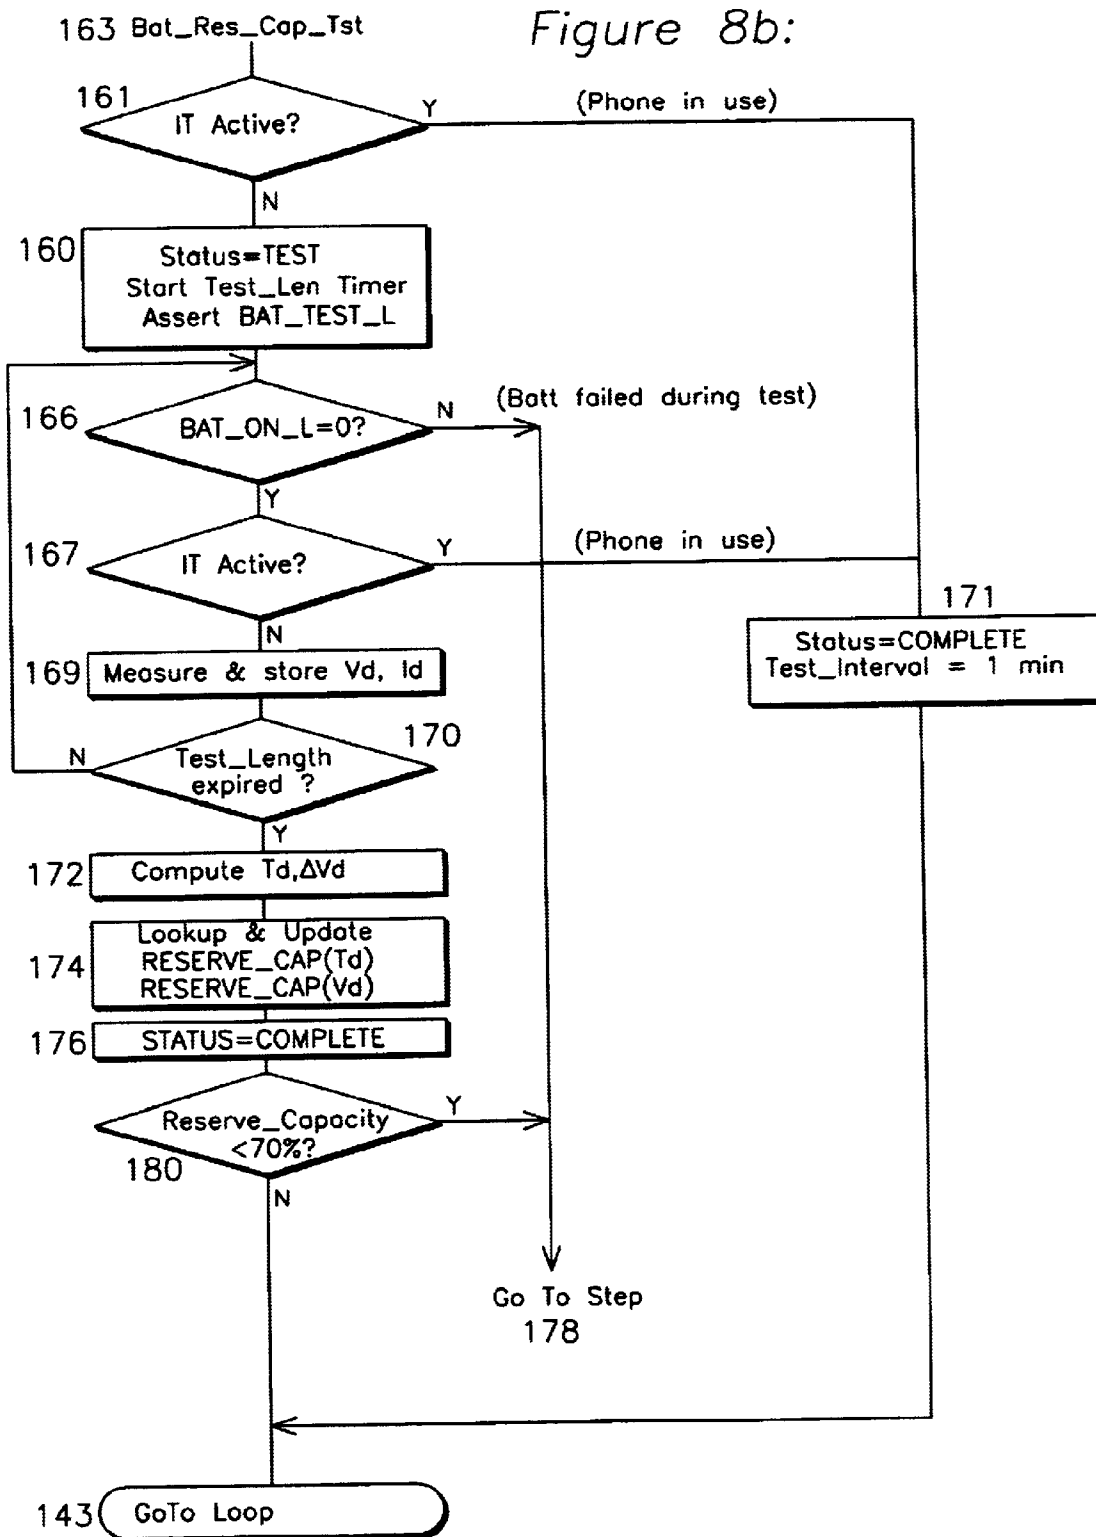 Figure 8b:
163 Bat_Res_Cap_Tst
161
IT Active?
Y
(Phone in use)
N
160
Status=TEST
Start Test_Len Timer
Assert BAT_TEST_L
166
BAT_ON_L=0?
N
(Batt failed during test)
Y
167
IT Active?
Y
(Phone in use)
N
171
Status=COMPLETE
Test_Interval = 1 min
169
Measure & store Vd, Id
170
Test_Length
expired ?
N
Y
172
Compute Td,ΔVd
174
Lookup & Update
RESERVE_CAP(Td)
RESERVE_CAP(Vd)
176
STATUS=COMPLETE
Reserve_Capacity
<70%?
180
Y
N
Go To Step
178
143
GoTo Loop